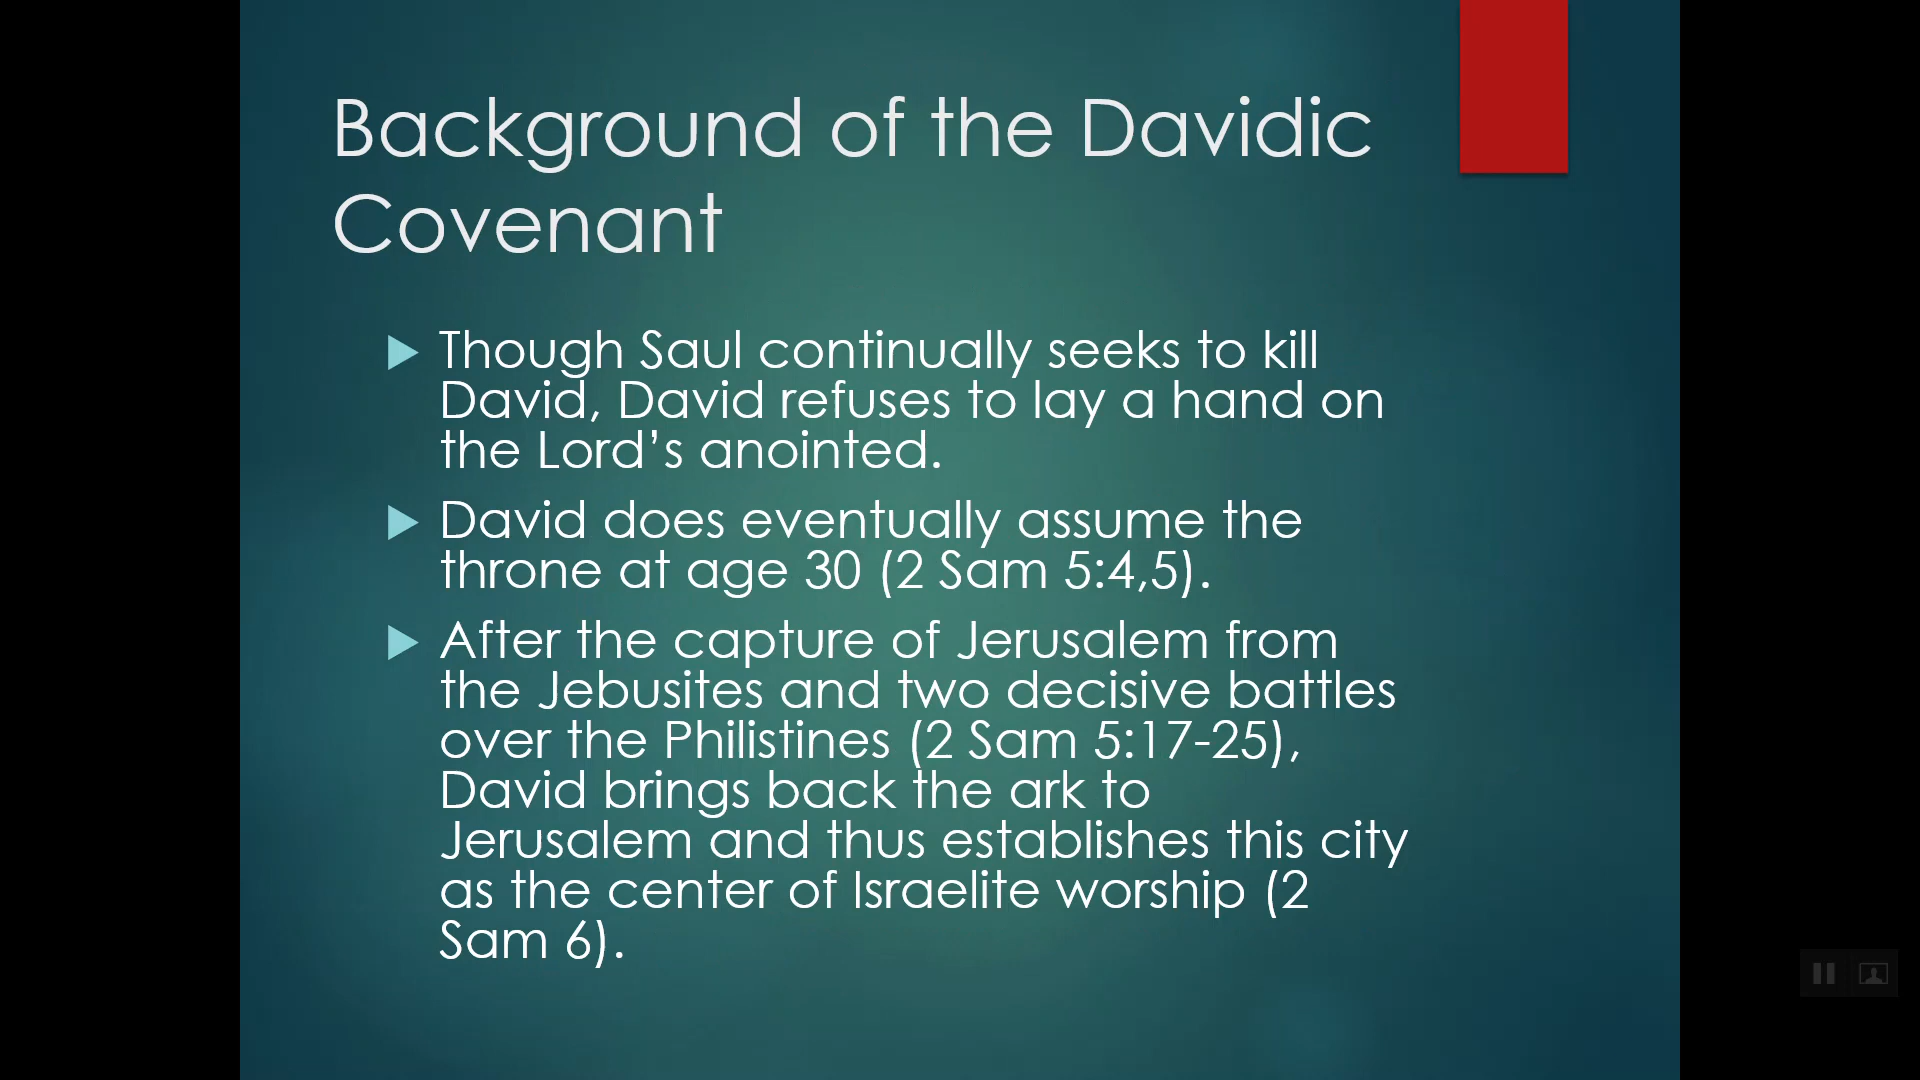 Background of the Davidic
Covenant
Though Saul continually seeks to kill
David, David refuses to lay a hand on
the Lord’s anointed.
David does eventually assume the
throne at age 30 (2 Sam 5:4,5).
After the capture of Jerusalem from
the Jebusites and two decisive battles
over the Philistines (2 Sam 5:17-25),
David brings back the ark to
Jerusalem and thus establishes this city
as the center of Israelite worship (2
Sam 6).